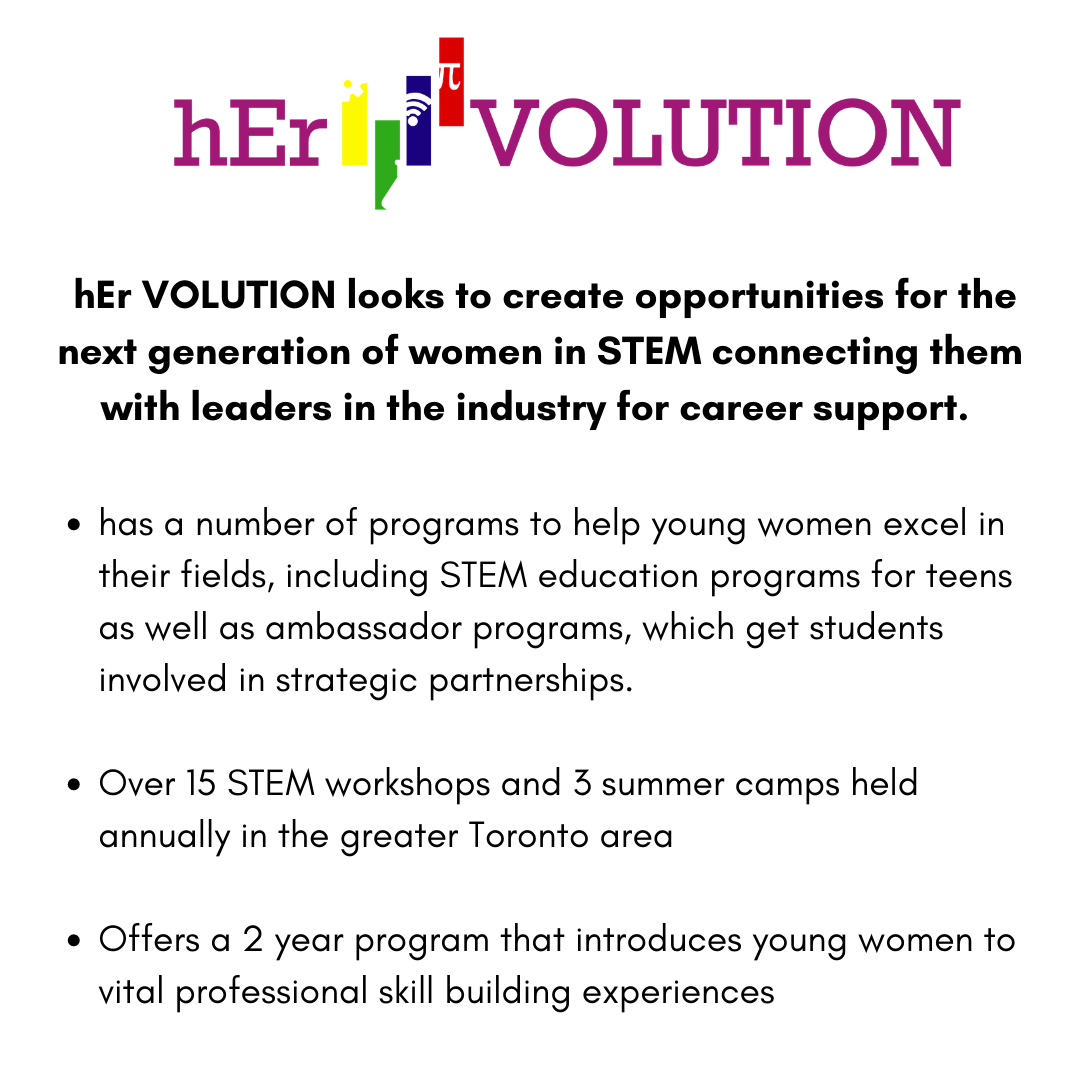 hEr π VOLUTION
hEr VOLUTION looks to create opportunities for the
next generation of women in STEM connecting them
with leaders in the industry for career support.
• has a number of programs to help young women excel in
their fields, including STEM education programs for teens
as well as ambassador programs, which get students
involved in strategic partnerships.
• Over 15 STEM workshops and 3 summer camps held
annually in the greater Toronto area
• Offers a 2 year program that introduces young women to
vital professional skill building experiences